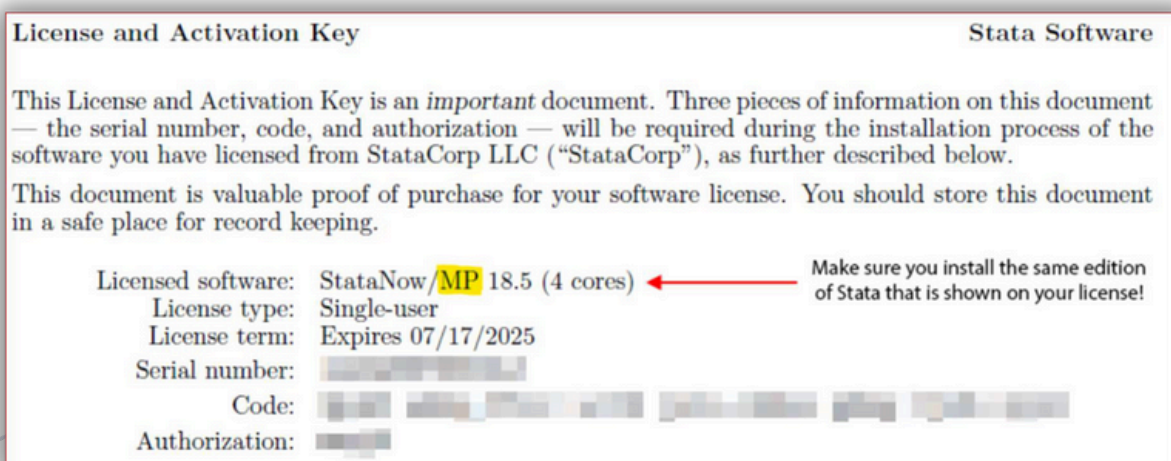 License and Activation Key Stata Software
This License and Activation Key is an important document. Three pieces of information on this document
— the serial number, code, and authorization — will be required during the installation process of the
software you have licensed from StataCorp LLC (“StataCorp”), as further described below.
This document is valuable proof of purchase for your software license. You should store this document
in a safe place for record keeping.
Licensed software: StataNow/MP 18.5 (4 cores)
Make sure you install the same edition
of Stata that is shown on your license!
License type: Single-user
License term: Expires 07/17/2025
Serial number:
Code:
Authorization: